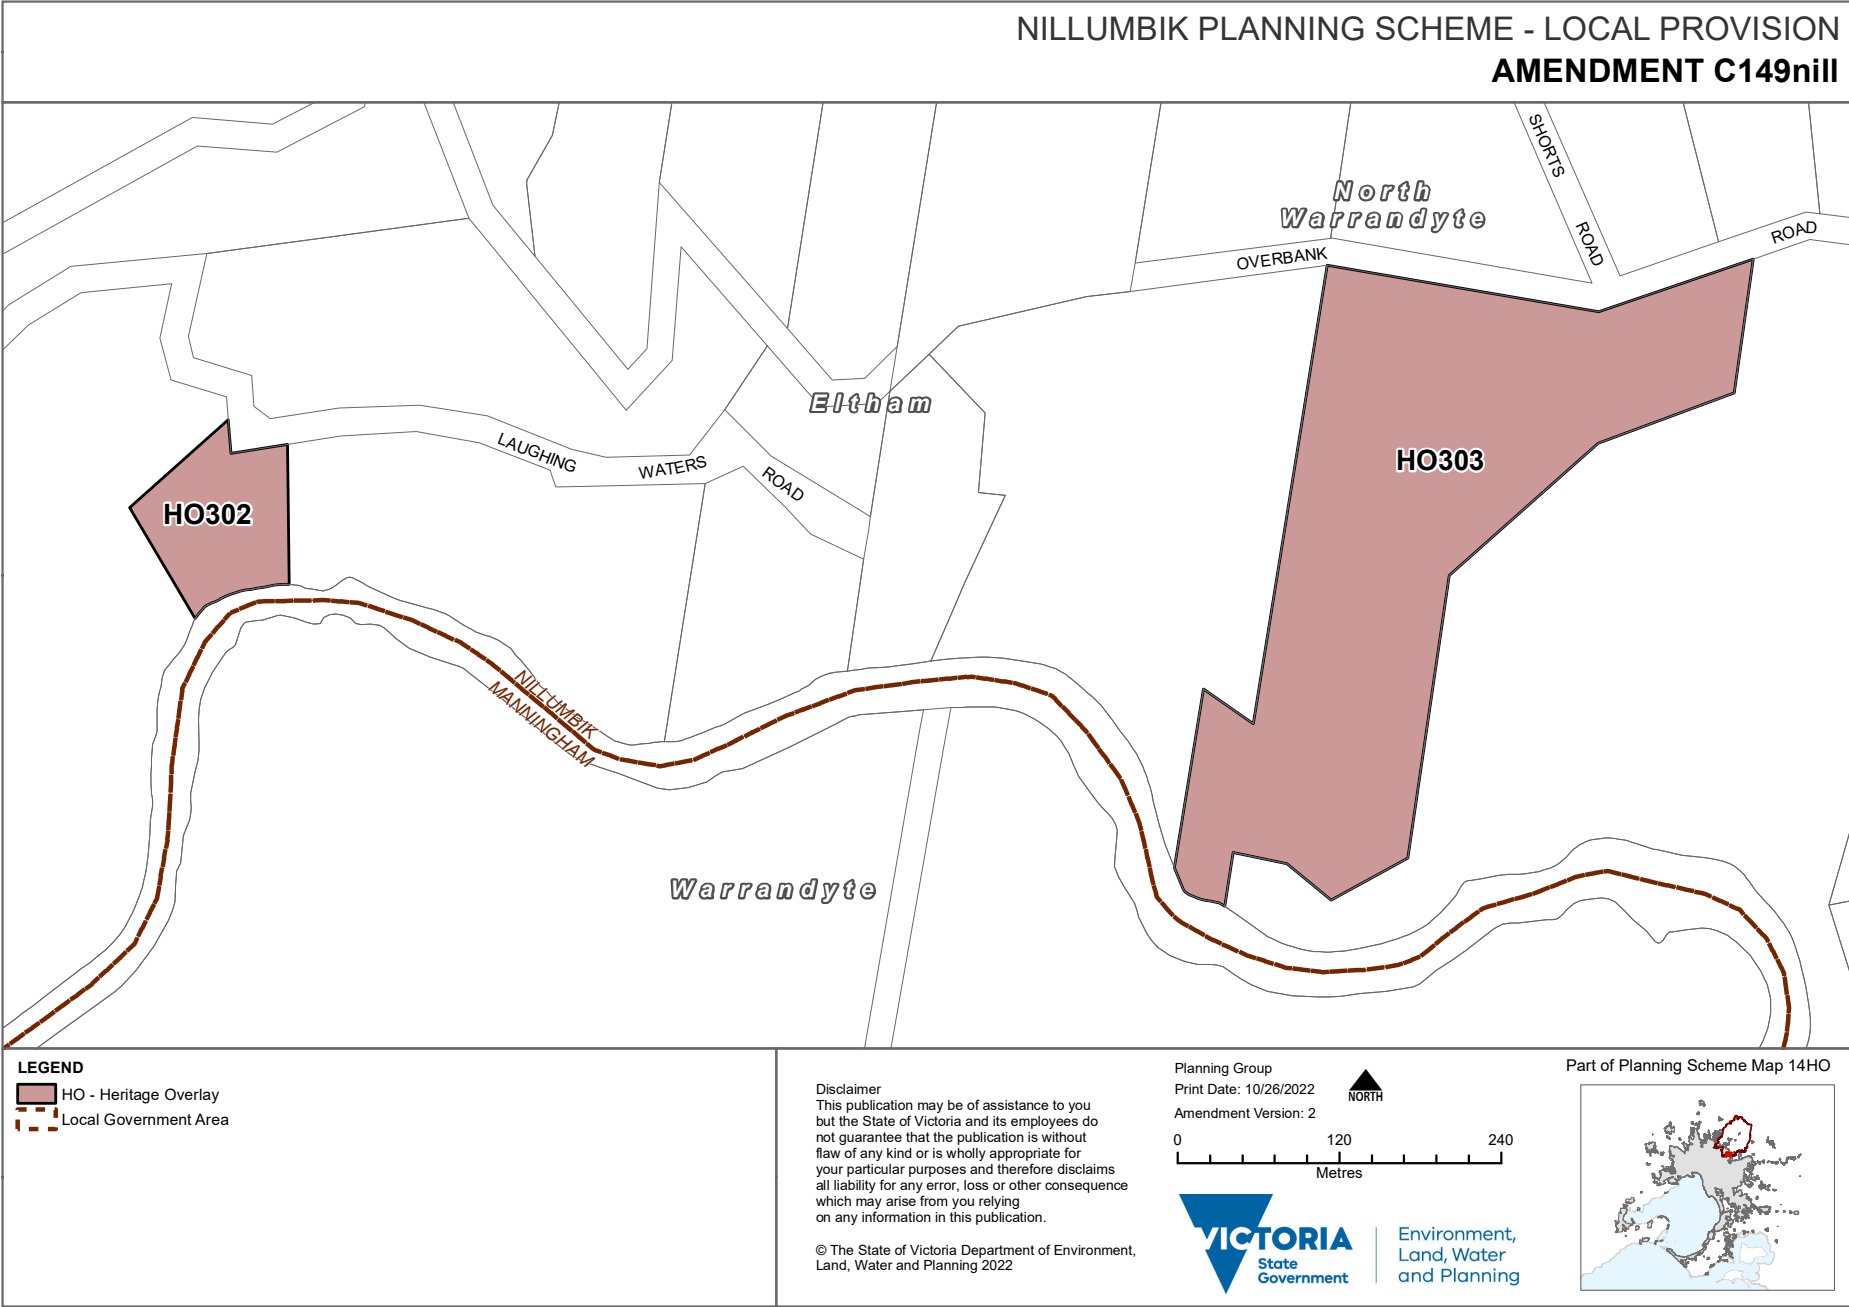 NILLUMBIK PLANNING SCHEME - LOCAL PROVISION
AMENDMENT C149nill
SHORTS
ROAD
North
Warrandyte
OVERBANK
ROAD
Eltham
LAUGHING
WATERS
ROAD
HO302
HO303
NILLUMBIK
MANNINGHAM
Warrandyte
LEGEND
HO - Heritage Overlay
Local Government Area
Disclaimer
This publication may be of assistance to you
but the State of Victoria and its employees do
not guarantee that the publication is without
flaw of any kind or is wholly appropriate for
your particular purposes and therefore disclaims
all liability for any error, loss or other consequence
which may arise from you relying
on any information in this publication.
© The State of Victoria Department of Environment,
Land, Water and Planning 2022
Planning Group
Print Date: 10/26/2022
Amendment Version: 2
NORTH
0 120 240
Metres
VICTORIA
State
Government
Environment,
Land, Water
and Planning
Part of Planning Scheme Map 14HO